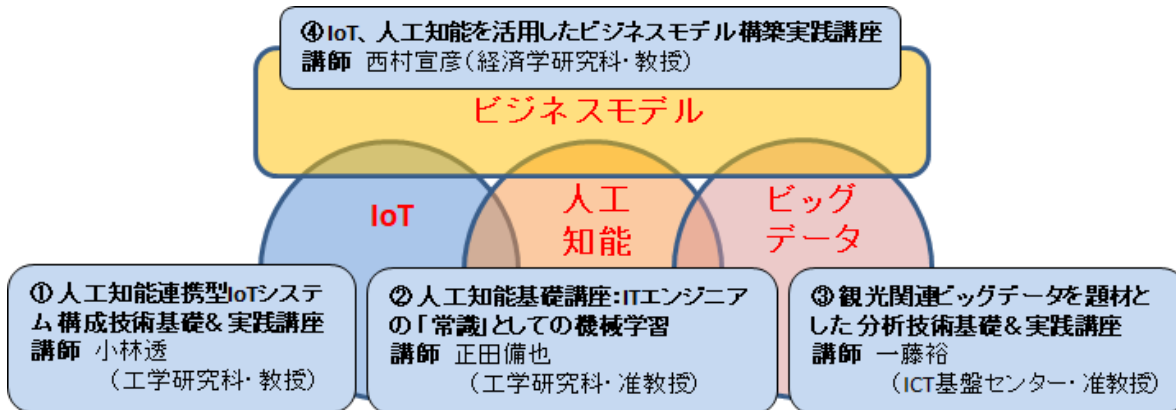 ④IoT、人工知能を活用したビジネスモデル構築実践講座
講師 西村宣彦(経済学研究科・教授)
ビジネスモデル
IoT
人工
知能
ビッグ
データ
①人工知能連携型IoTシステ
ム構成技術基礎&実践講座
講師 小林透
(工学研究科・教授)
②人工知能基礎講座:ITエンジニア
の「常識」としての機械学習
講師 正田備也
(工学研究科・准教授)
③観光関連ビッグデータを題材と
した分析技術基礎&実践講座
講師 一藤裕
(ICT基盤センター・准教授)